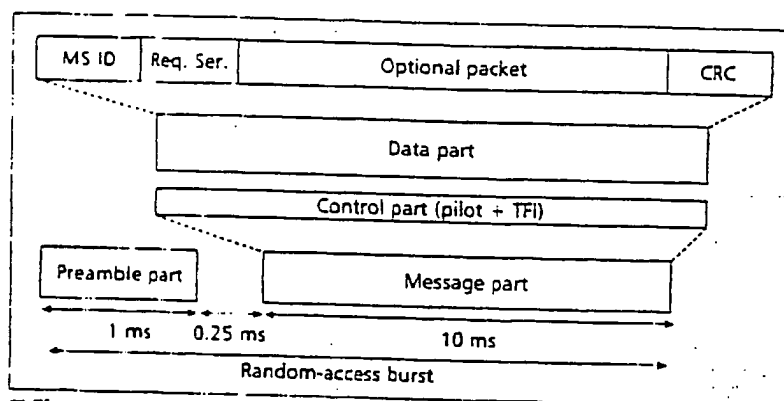 MS ID Req. Ser. Optional packet CRC
Data part
Control part (pilot + TFI)
Preamble part Message part
1 ms 0.25 ms 10 ms
Random-access burst